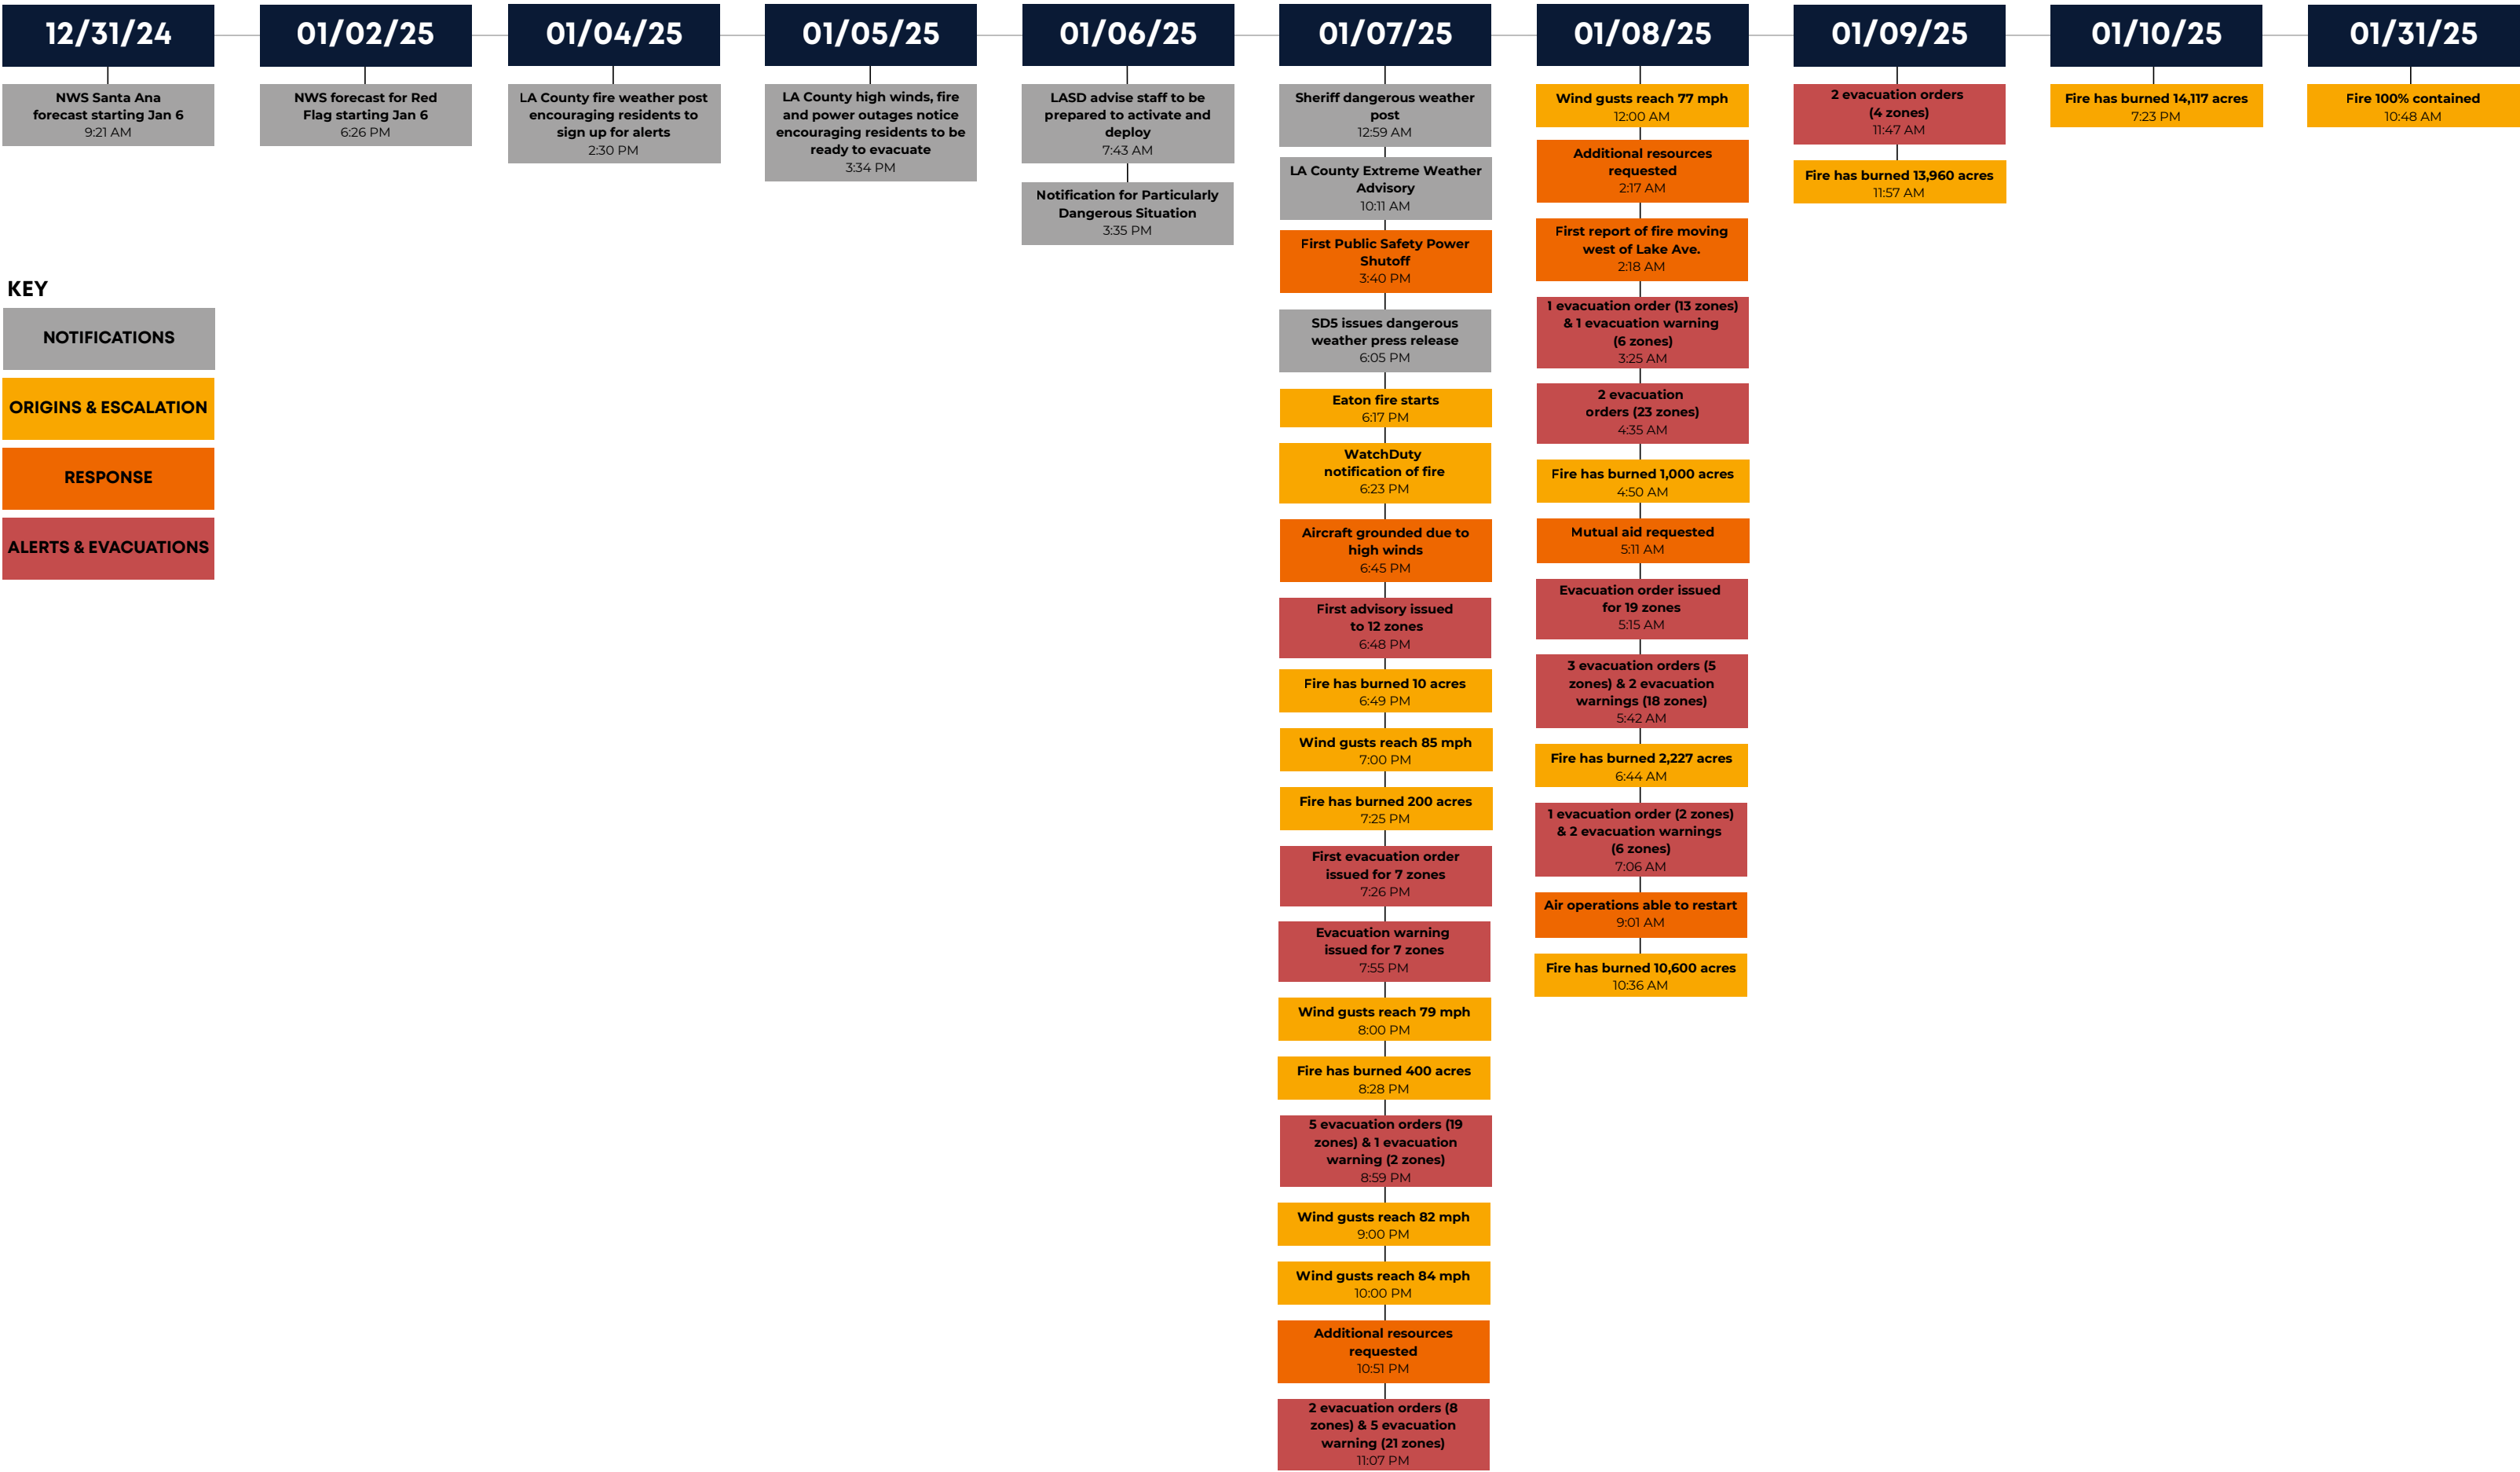 12/31/24
NWS Santa Ana
forecast starting Jan 6
9:21 AM
01/02/25
NWS forecast for Red
Flag starting Jan 6
6:26 PM
01/04/25
LA County fire weather post
encouraging residents to
sign up for alerts
2:30 PM
01/05/25
LA County high winds, fire
and power outages notice
encouraging residents to be
ready to evacuate
3:34 PM
01/06/25
LASD advise staff to be
prepared to activate and
deploy
7:43 AM
Notification for Particularly
Dangerous Situation
3:35 PM
01/07/25
Sheriff dangerous weather
post
12:59 AM
LA County Extreme Weather
Advisory
10:11 AM
First Public Safety Power
Shutoff
3:40 PM
SD5 issues dangerous
weather press release
6:05 PM
Eaton fire starts
6:17 PM
WatchDuty
notification of fire
6:23 PM
Aircraft grounded due to
high winds
6:45 PM
First advisory issued
to 12 zones
6:48 PM
Fire has burned 10 acres
6:49 PM
Wind gusts reach 85 mph
7:00 PM
Fire has burned 200 acres
7:25 PM
First evacuation order
issued for 7 zones
7:26 PM
Evacuation warning
issued for 7 zones
7:55 PM
Wind gusts reach 79 mph
8:00 PM
Fire has burned 400 acres
8:28 PM
5 evacuation orders (19
zones) & 1 evacuation
warning (2 zones)
8:59 PM
Wind gusts reach 82 mph
9:00 PM
Wind gusts reach 84 mph
10:00 PM
Additional resources
requested
10:51 PM
2 evacuation orders (8
zones) & 5 evacuation
warning (21 zones)
11:07 PM
01/08/25
Wind gusts reach 77 mph
12:00 AM
Additional resources
requested
2:17 AM
First report of fire moving
west of Lake Ave.
2:18 AM
1 evacuation order (13 zones)
& 1 evacuation warning
(6 zones)
3:25 AM
2 evacuation
orders (23 zones)
4:35 AM
Fire has burned 1,000 acres
4:50 AM
Mutual aid requested
5:11 AM
Evacuation order issued
for 19 zones
5:15 AM
3 evacuation orders (5
zones) & 2 evacuation
warnings (18 zones)
5:42 AM
Fire has burned 2,227 acres
6:44 AM
1 evacuation order (2 zones)
& 2 evacuation warnings
(6 zones)
7:06 AM
Air operations able to restart
9:01 AM
Fire has burned 10,600 acres
10:36 AM
01/09/25
2 evacuation orders
(4 zones)
11:47 AM
Fire has burned 13,960 acres
11:57 AM
01/10/25
Fire has burned 14,117 acres
7:23 PM
01/31/25
Fire 100% contained
10:48 AM
KEY
NOTIFICATIONS
ORIGINS & ESCALATION
RESPONSE
ALERTS & EVACUATIONS